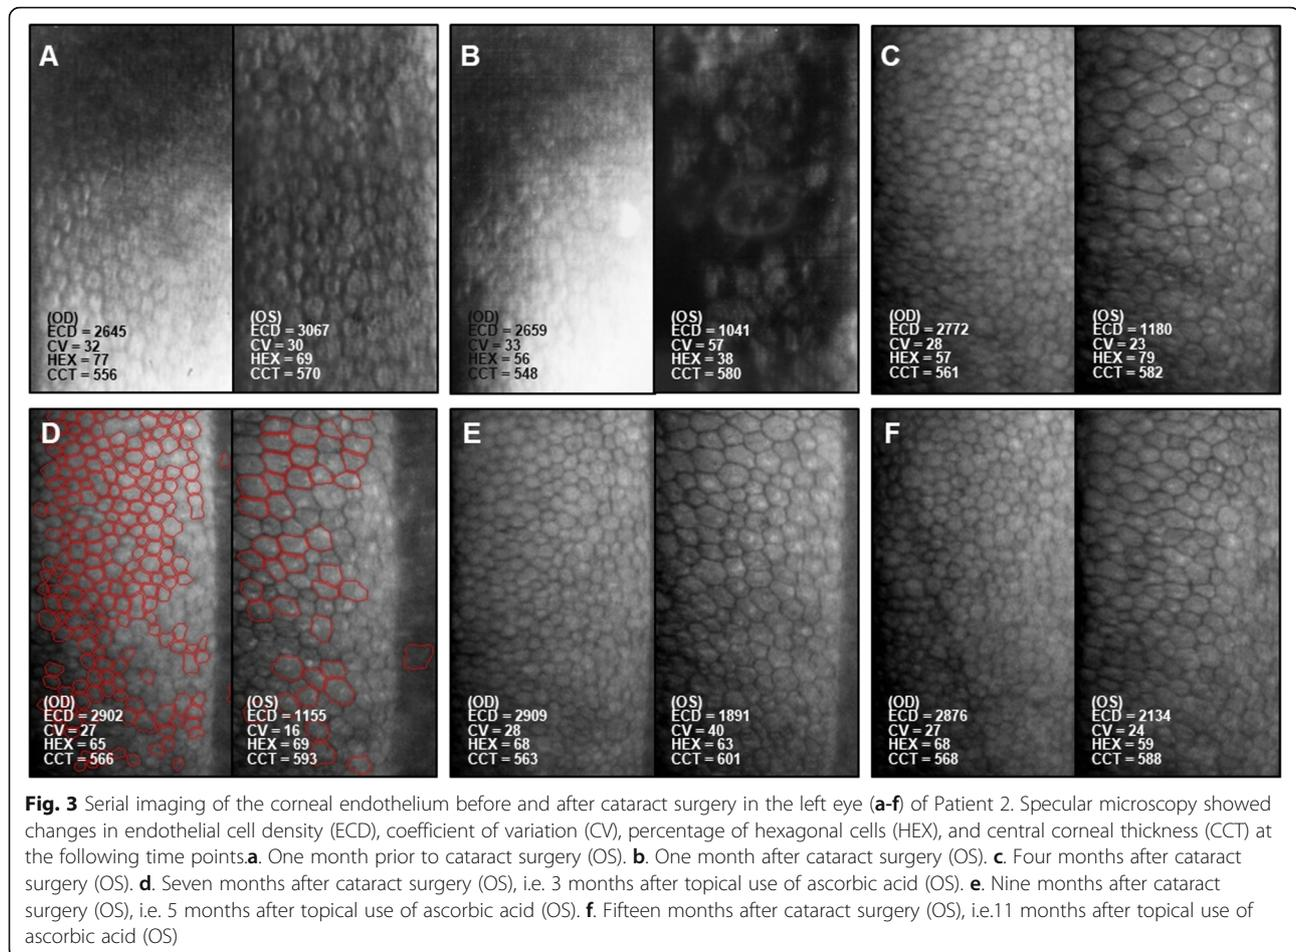 A
(OD)
ECD = 2645
CV = 32
HEX = 77
CCT = 556
(OS)
ECD = 3067
CV = 30
HEX = 69
CCT = 570
B
(OD)
ECD = 2659
CV = 33
HEX = 56
CCT = 548
(OS)
ECD = 1041
CV = 57
HEX = 38
CCT = 580
C
(OD)
ECD = 2772
CV = 28
HEX = 57
CCT = 561
(OS)
ECD = 1180
CV = 23
HEX = 79
CCT = 582
D
(OD)
ECD = 2902
CV = 27
HEX = 65
CCT = 566
(OS)
ECD = 1155
CV = 16
HEX = 69
CCT = 593
E
(OD)
ECD = 2909
CV = 28
HEX = 68
CCT = 563
(OS)
ECD = 1891
CV = 40
HEX = 63
CCT = 601
F
(OD)
ECD = 2876
CV = 27
HEX = 68
CCT = 568
(OS)
ECD = 2134
CV = 24
HEX = 59
CCT = 588
Fig. 3 Serial imaging of the corneal endothelium before and after cataract surgery in the left eye (a-f) of Patient 2. Specular microscopy showed
changes in endothelial cell density (ECD), coefficient of variation (CV), percentage of hexagonal cells (HEX), and central corneal thickness (CCT) at
the following time points.a. One month prior to cataract surgery (OS). b. One month after cataract surgery (OS). c. Four months after cataract
surgery (OS). d. Seven months after cataract surgery (OS), i.e. 3 months after topical use of ascorbic acid (OS). e. Nine months after cataract
surgery (OS), i.e. 5 months after topical use of ascorbic acid (OS). f. Fifteen months after cataract surgery (OS), i.e.11 months after topical use of
ascorbic acid (OS)